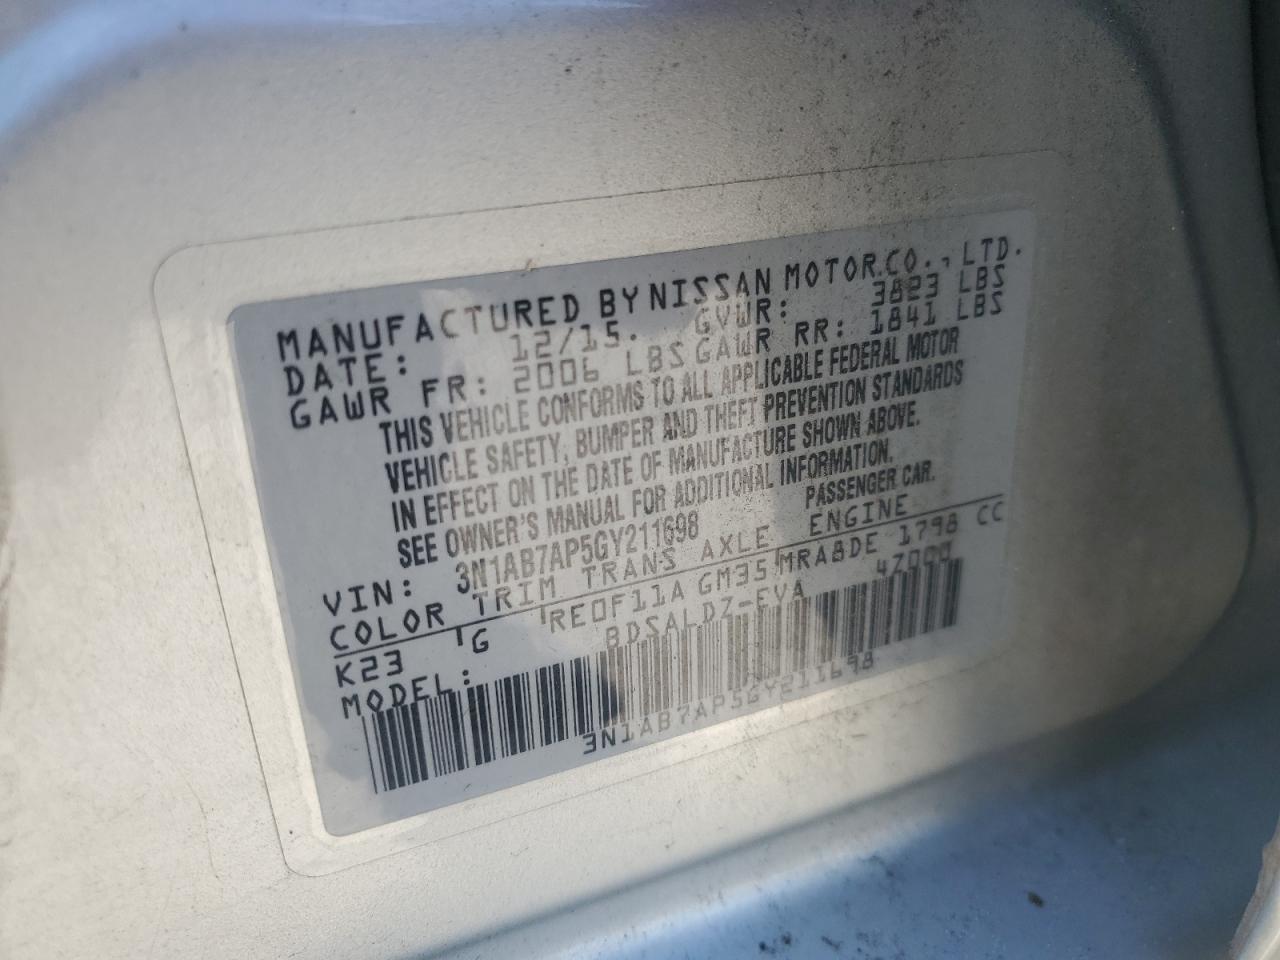 MANUFACTURED BY NISSAN MOTOR.CO., LTD.
DATE: 12/15. GVWR: 3823 LBS
GAWR FR: 2006 LBS GAWR RR: 1841 LBS
THIS VEHICLE CONFORMS TO ALL APPLICABLE FEDERAL MOTOR
VEHICLE SAFETY, BUMPER AND THEFT PREVENTION STANDARDS
IN EFFECT ON THE DATE OF MANUFACTURE SHOWN ABOVE.
SEE OWNER'S MANUAL FOR ADDITIONAL INFORMATION.
VIN: 3N1AB7AP5GY211698 PASSENGER CAR.
COLOR TRIM TRANS AXLE ENGINE
K23 G RE0F11A GM35 MRA8DE 1798 CC
MODEL: BDSALDZ-EVA 47000
3N1AB7AP5GY211698